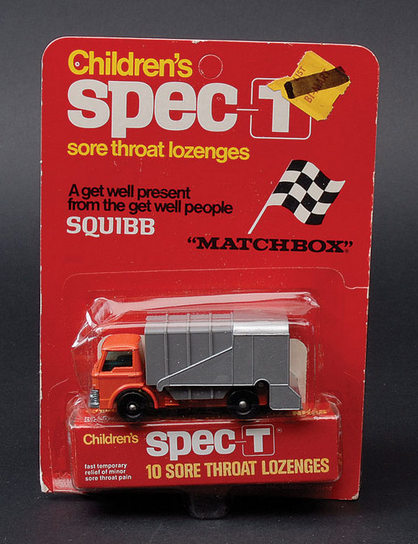 Children's
spec-T
sore throat lozenges
A get well present
from the get well people
SQUIBB
"MATCHBOX"
Children's spec-T®
fast temporary
relief of minor
sore throat pain
10 SORE THROAT LOZENGES